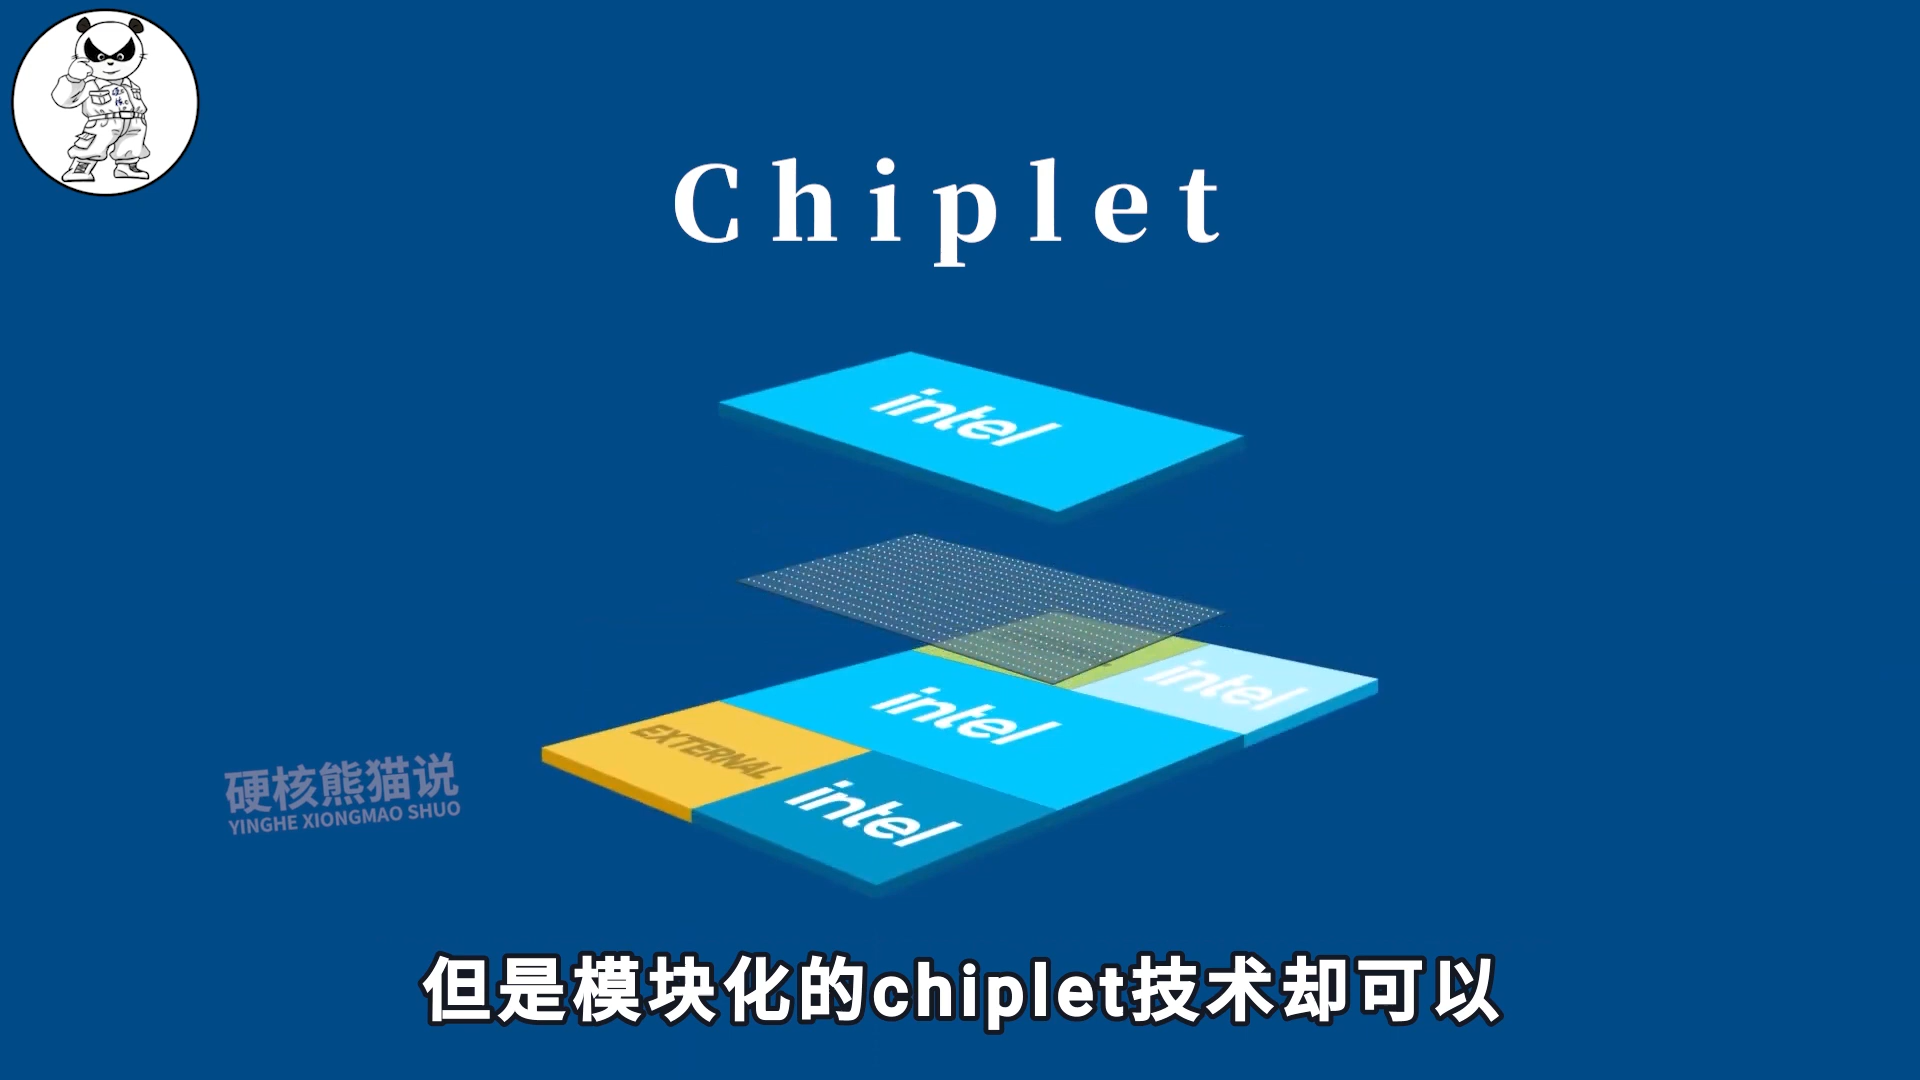 Chiplet
intel
intel
intel
EXTERNAL
intel
硬核熊猫说
YINGHE XIONGMAO SHUO
但是模块化的chiplet技术却可以